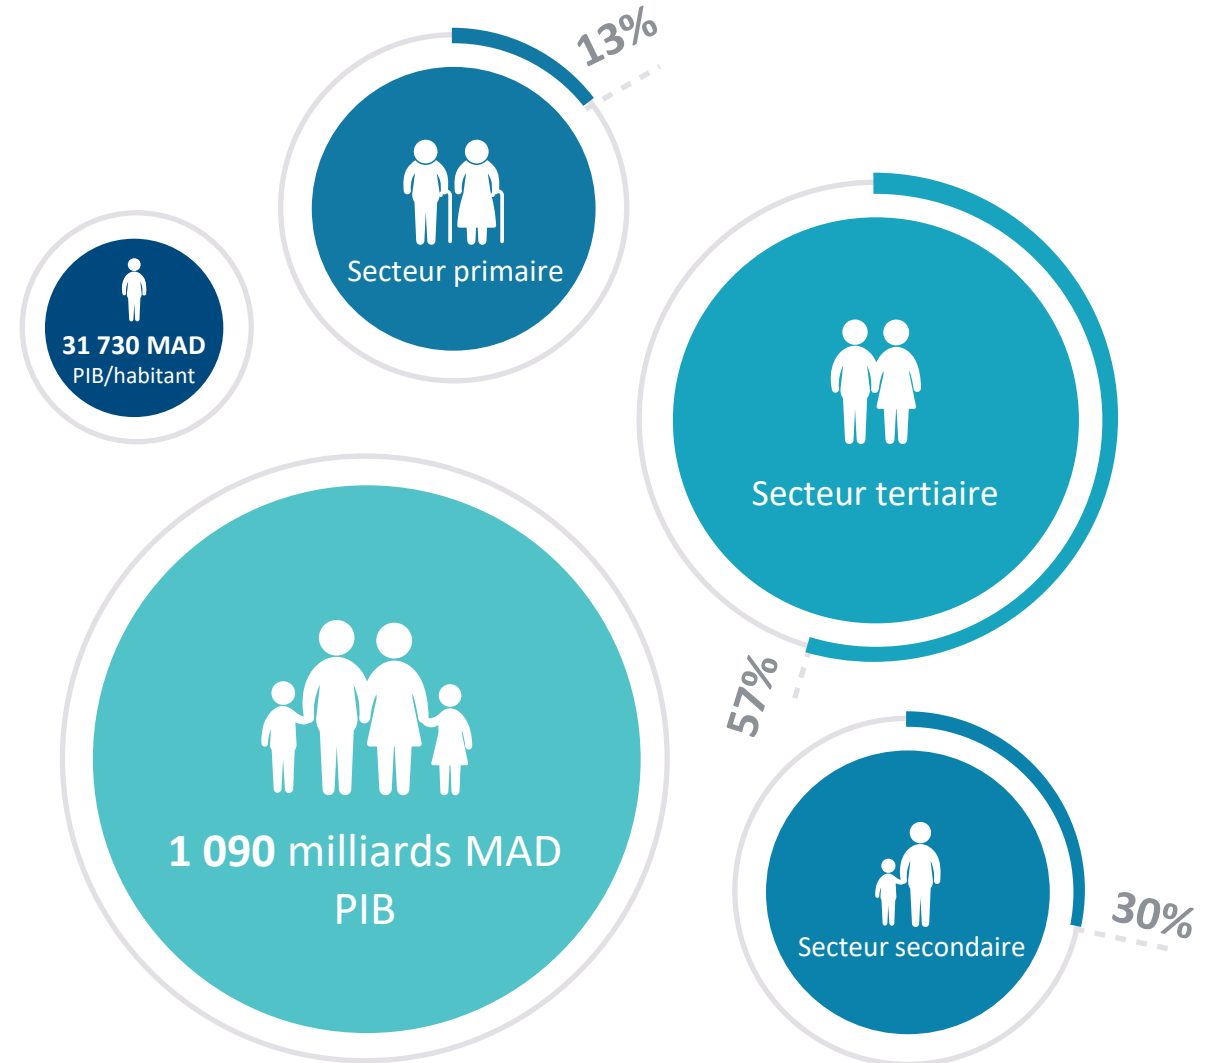 13%
Secteur primaire
31 730 MAD
PIB/habitant
Secteur tertiaire
57%
1 090 milliards MAD
PIB
30%
Secteur secondaire